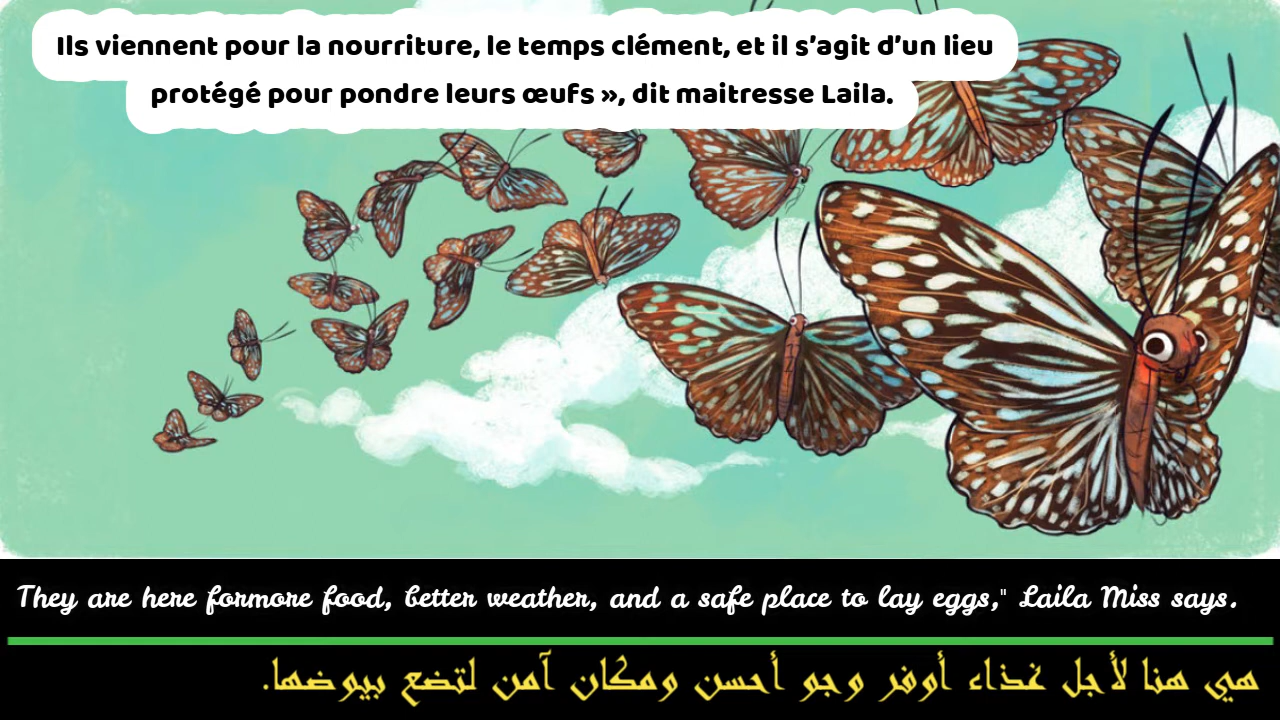 Ils viennent pour la nourriture, le temps clément, et il s’agit d’un lieu
protégé pour pondre leurs œufs », dit maitresse Laila.
They are here formore food, better weather, and a safe place to lay eggs," Laila Miss says.
هي هنا لأجل غذاء أوفر وجو أحسن ومكان آمن لتضع بيوضها.